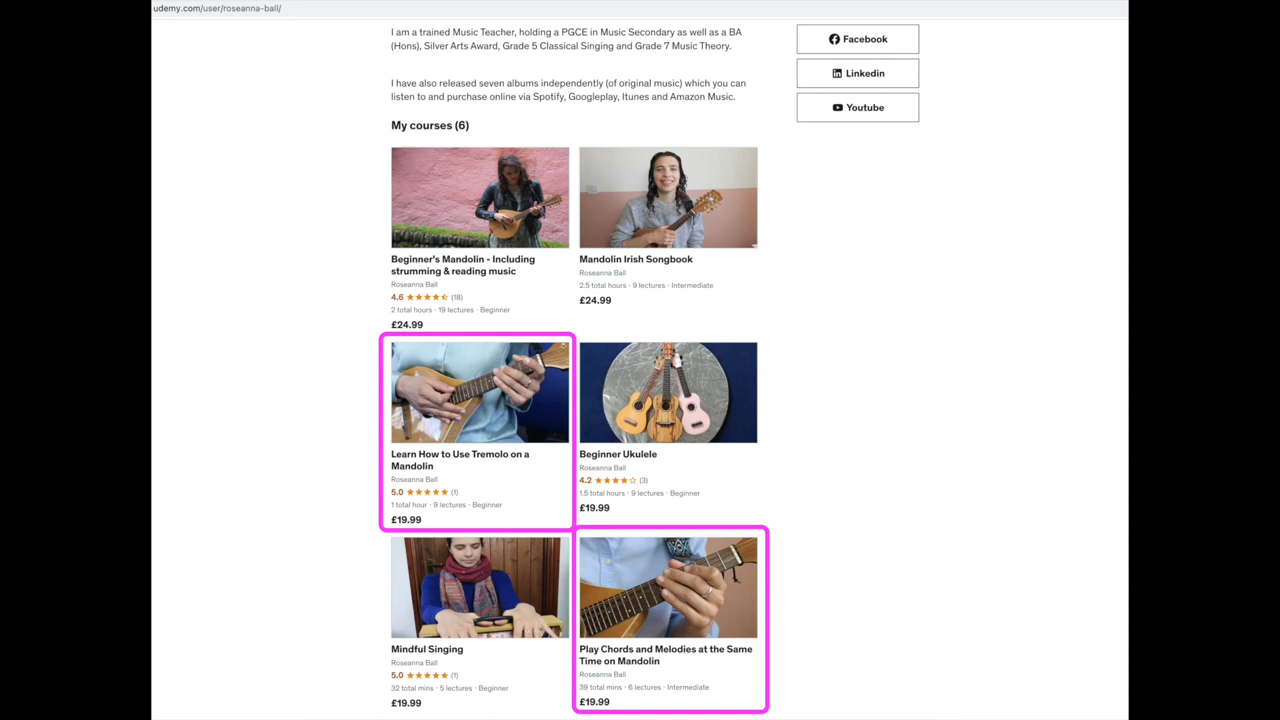 udemy.com/user/roseanna-ball/
I am a trained Music Teacher, holding a PGCE in Music Secondary as well as a BA
(Hons), Silver Arts Award, Grade 5 Classical Singing and Grade 7 Music Theory.
I have also released seven albums independently (of original music) which you can
listen to and purchase online via Spotify, Googleplay, Itunes and Amazon Music.
Facebook
Linkedin
Youtube
My courses (6)
Beginner's Mandolin - Including
strumming & reading music
Roseanna Ball
4.6 (18)
2 total hours · 19 lectures · Beginner
£24.99
Mandolin Irish Songbook
Roseanna Ball
2.5 total hours · 9 lectures · Intermediate
£24.99
Learn How to Use Tremolo on a
Mandolin
Roseanna Ball
5.0 (1)
1 total hour · 9 lectures · Beginner
£19.99
Beginner Ukulele
Roseanna Ball
4.2 (3)
1.5 total hours · 9 lectures · Beginner
£19.99
Mindful Singing
Roseanna Ball
5.0 (1)
32 total mins · 5 lectures · Beginner
£19.99
Play Chords and Melodies at the Same
Time on Mandolin
Roseanna Ball
39 total mins · 6 lectures · Intermediate
£19.99